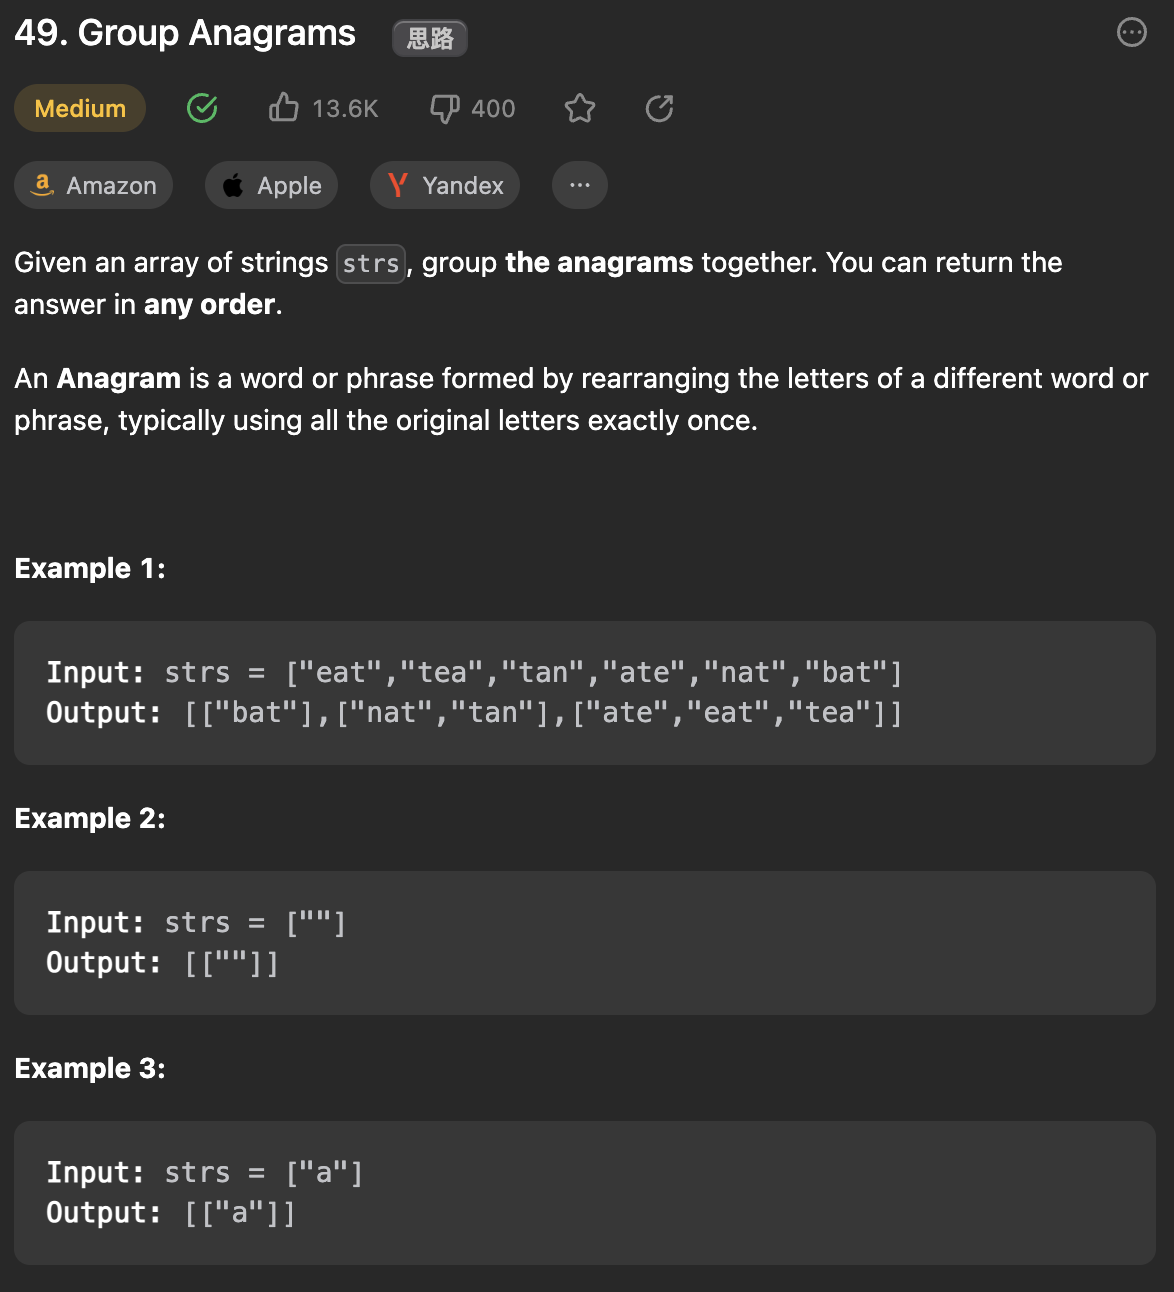 49. Group Anagrams 思路
Medium 13.6K 400
Amazon Apple Yandex ...
Given an array of strings strs, group the anagrams together. You can return the
answer in any order.
An Anagram is a word or phrase formed by rearranging the letters of a different word or
phrase, typically using all the original letters exactly once.
Example 1:
Input: strs = ["eat","tea","tan","ate","nat","bat"]
Output: [["bat"],["nat","tan"],["ate","eat","tea"]]
Example 2:
Input: strs = [""]
Output: [[""]]
Example 3:
Input: strs = ["a"]
Output: [["a"]]